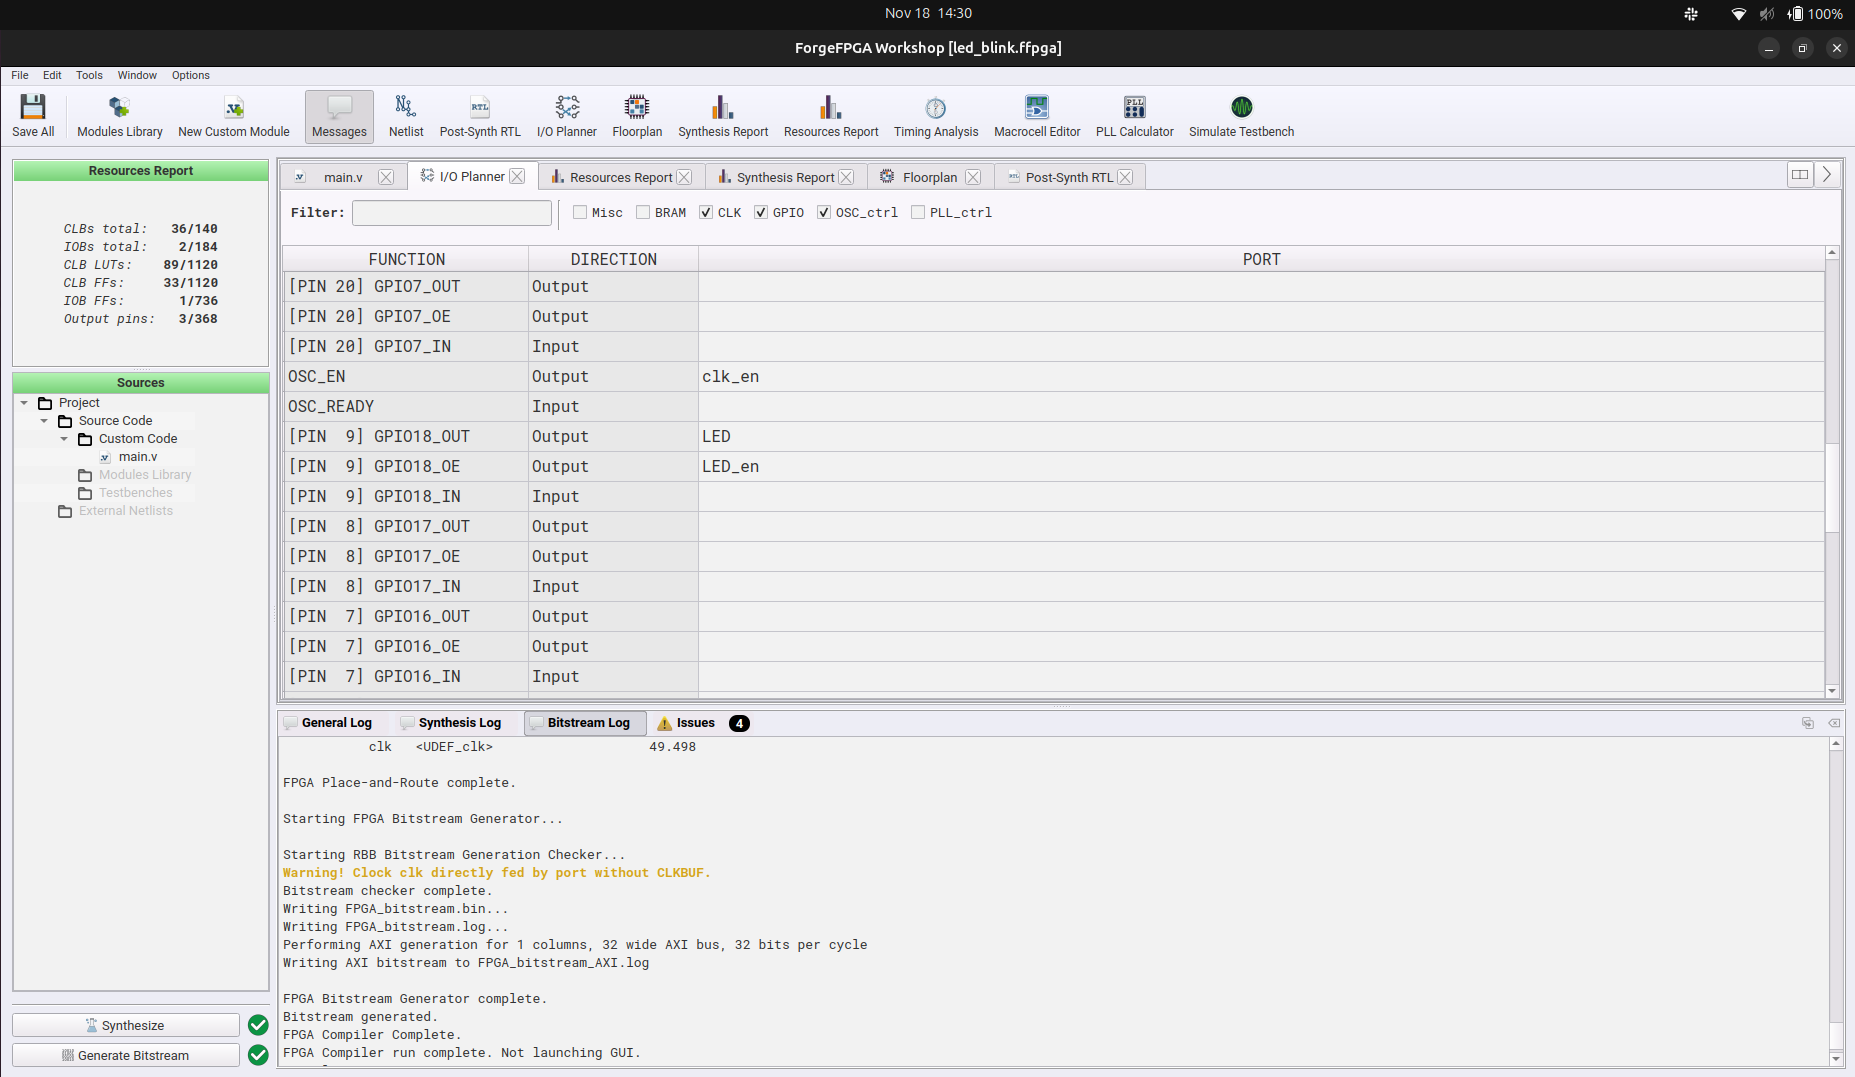 Nov 18 14:30
100%
ForgeFPGA Workshop [led_blink.ffpga]
File Edit Tools Window Options
Save All Modules Library New Custom Module Messages Netlist Post-Synth RTL I/O Planner Floorplan Synthesis Report Resources Report Timing Analysis Macrocell Editor PLL Calculator Simulate Testbench
Resources Report
CLBs total: 36/140
IOBs total: 2/184
CLB LUTs: 89/1120
CLB FFs: 33/1120
IOB FFs: 1/736
Output pins: 3/368
Sources
Project
Source Code
Custom Code
main.v
Modules Library
Testbenches
External Netlists
Synthesize
Generate Bitstream
main.v I/O Planner Resources Report Synthesis Report Floorplan Post-Synth RTL
Filter: Misc BRAM CLK GPIO OSC_ctrl PLL_ctrl
FUNCTION DIRECTION PORT
[PIN 20] GPIO7_OUT Output
[PIN 20] GPIO7_OE Output
[PIN 20] GPIO7_IN Input
OSC_EN Output clk_en
OSC_READY Input
[PIN 9] GPIO18_OUT Output LED
[PIN 9] GPIO18_OE Output LED_en
[PIN 9] GPIO18_IN Input
[PIN 8] GPIO17_OUT Output
[PIN 8] GPIO17_OE Output
[PIN 8] GPIO17_IN Input
[PIN 7] GPIO16_OUT Output
[PIN 7] GPIO16_OE Output
[PIN 7] GPIO16_IN Input
General Log Synthesis Log Bitstream Log Issues 4
clk <UDEF_clk> 49.498
FPGA Place-and-Route complete.
Starting FPGA Bitstream Generator...
Starting RBB Bitstream Generation Checker...
Warning! Clock clk directly fed by port without CLKBUF.
Bitstream checker complete.
Writing FPGA_bitstream.bin...
Writing FPGA_bitstream.log...
Performing AXI generation for 1 columns, 32 wide AXI bus, 32 bits per cycle
Writing AXI bitstream to FPGA_bitstream_AXI.log
FPGA Bitstream Generator complete.
Bitstream generated.
FPGA Compiler Complete.
FPGA Compiler run complete. Not launching GUI.